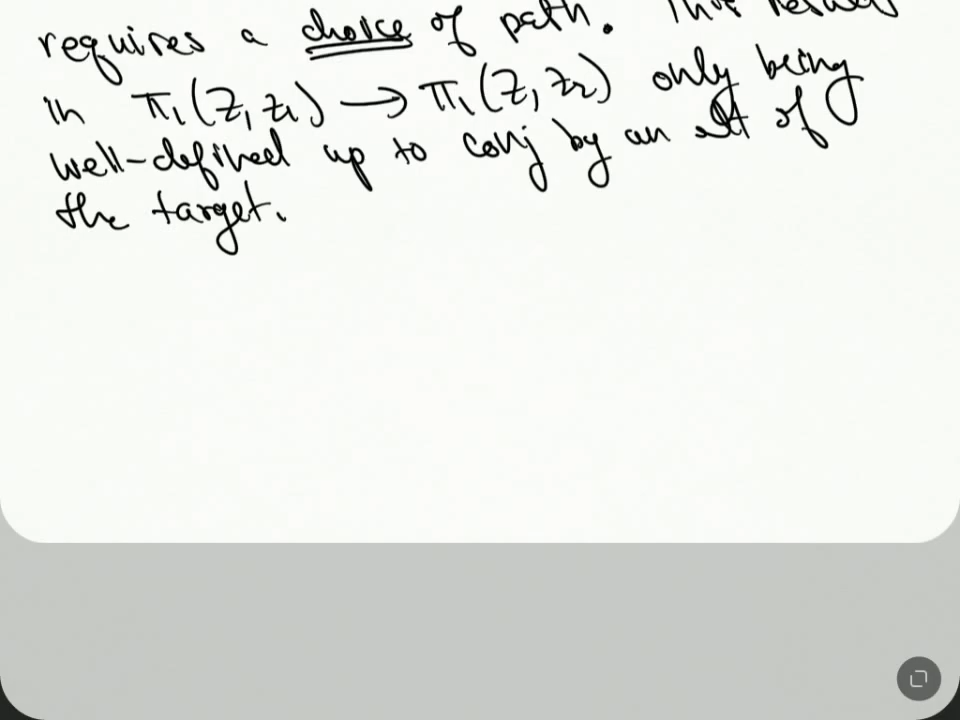 requires a choice of path. This results
in π₁(Z, z₁) → π₁(Z, z₂) only being
well-defined up to conj by an elt of
the target.